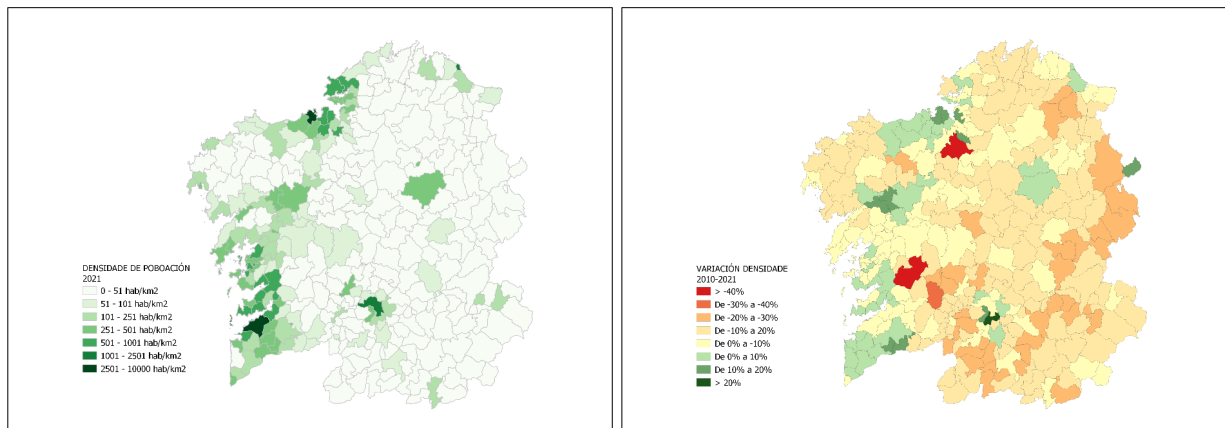 DENSIDADE DE POBOACIÓN
2021
0 - 51 hab/km2
51 - 101 hab/km2
101 - 251 hab/km2
251 - 501 hab/km2
501 - 1001 hab/km2
1001 - 2501 hab/km2
2501 - 10000 hab/km2
VARIACIÓN DENSIDADE
2010-2021
> -40%
De -30% a -40%
De -20% a -30%
De -10% a 20%
De 0% a -10%
De 0% a 10%
De 10% a 20%
> 20%